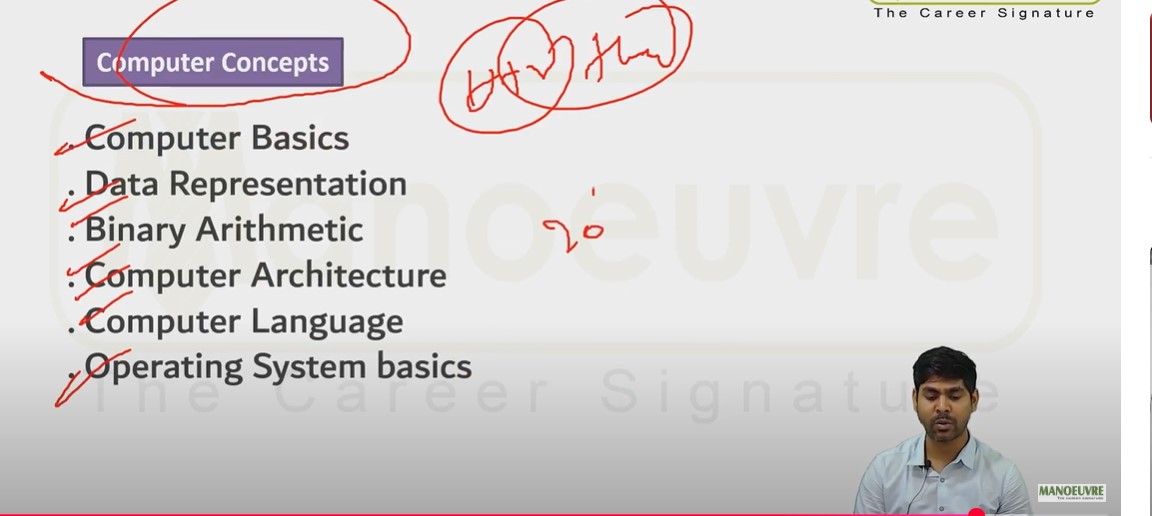 The Career Signature
Computer Concepts
. Computer Basics
. Data Representation
. Binary Arithmetic
. Computer Architecture
. Computer Language
. Operating System basics
Manoeuvre
The Career Signature
MANOEUVRE